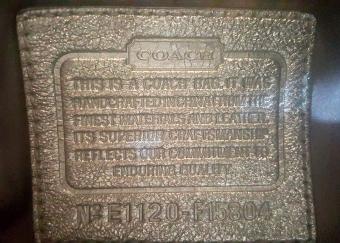 COACH
THIS IS A COACH BAG. IT WAS
HANDCRAFTED IN CHINA FROM THE
FINEST MATERIALS AND LEATHER.
ITS SUPERIOR CRAFTSMANSHIP
REFLECTS OUR COMMITMENT TO
ENDURING QUALITY.
Nº E1120-F15804